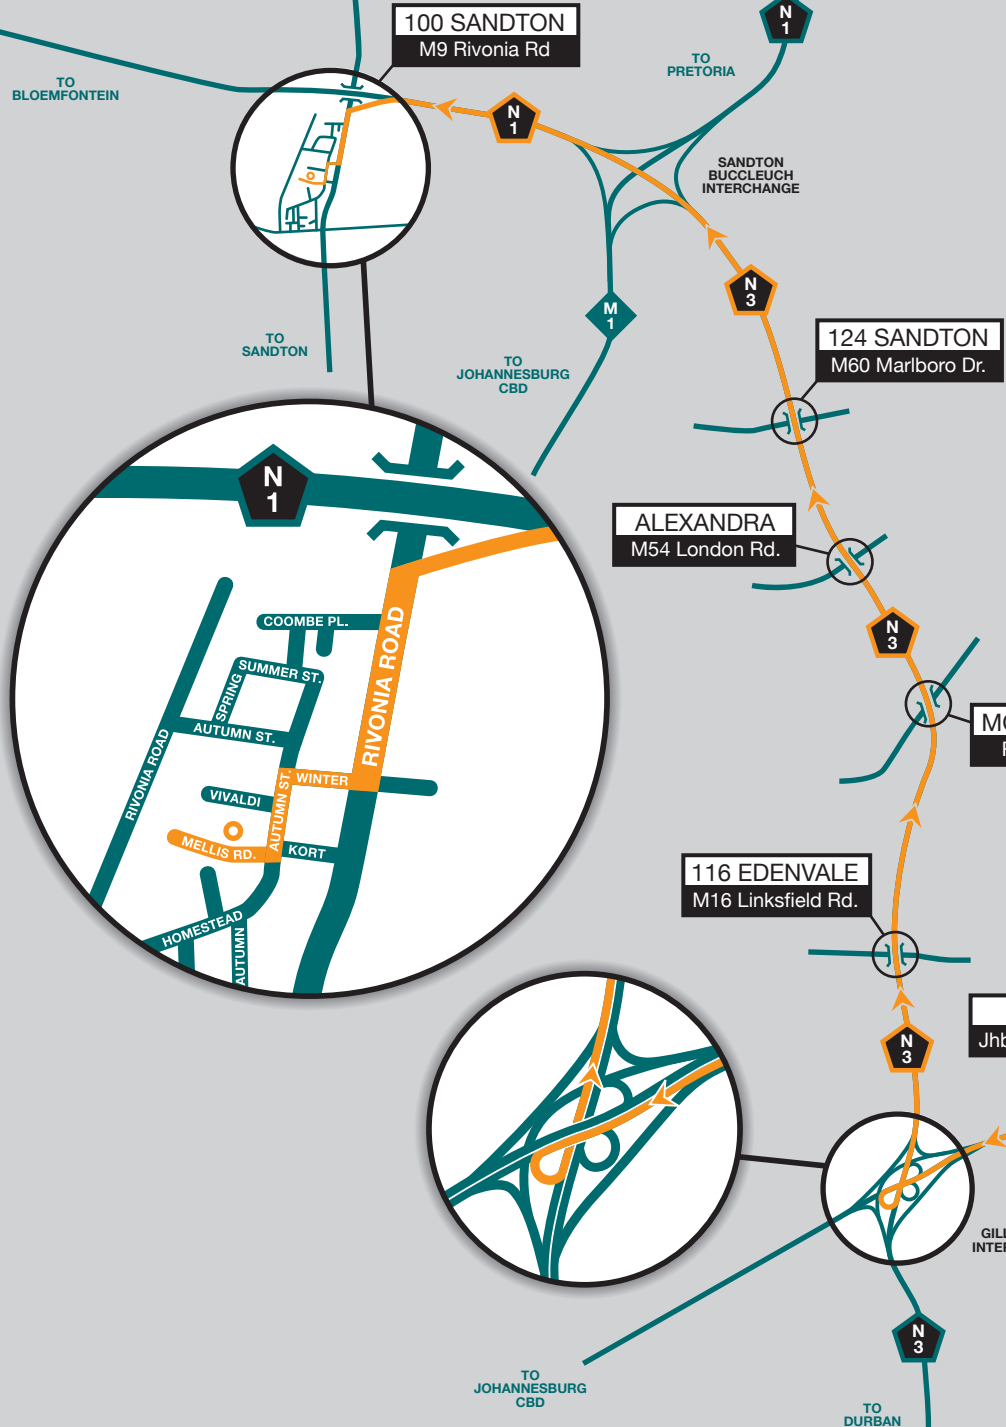 100 SANDTON
M9 Rivonia Rd
N
1
TO
PRETORIA
TO
BLOEMFONTEIN
N
1
SANDTON
BUCCLEUCH
INTERCHANGE
N
3
M
1
TO
SANDTON
TO
JOHANNESBURG
CBD
124 SANDTON
M60 Marlboro Dr.
N
1
ALEXANDRA
M54 London Rd.
COOMBE PL.
RIVONIA ROAD
N
3
SUMMER ST.
SPRING
AUTUMN ST.
RIVONIA ROAD
WINTER
AUTUMN ST.
VIVALDI
MELLIS RD.
KORT
HOMESTEAD
AUTUMN
116 EDENVALE
M16 Linksfield Rd.
N
3
Jhb
GILL
INTER
N
3
TO
JOHANNESBURG
CBD
TO
DURBAN